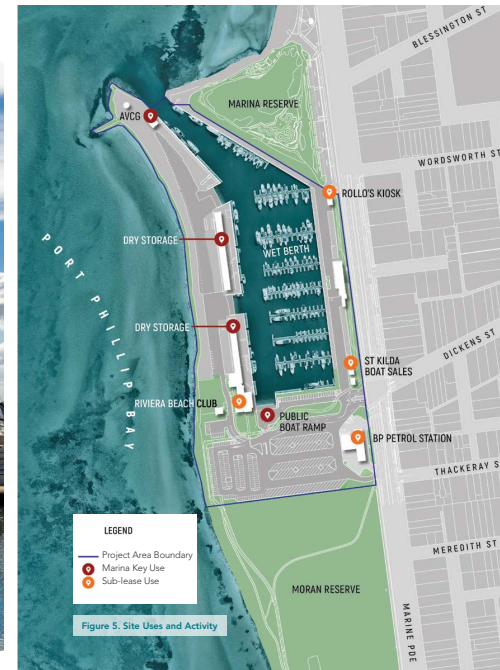 BLESSINGTON ST
MARINA RESERVE
AVCG
WORDSWORTH ST
ROLLO'S KIOSK
DRY STORAGE
WET BERTH
PORT PHILLIP BAY
DRY STORAGE
DICKENS ST
ST KILDA
BOAT SALES
RIVIERA BEACH CLUB
PUBLIC
BOAT RAMP
BP PETROL STATION
THACKERAY S
LEGEND
Project Area Boundary
Marina Key Use
Sub-lease Use
MEREDITH ST
MORAN RESERVE
MARINE PDE
Figure 5. Site Uses and Activity